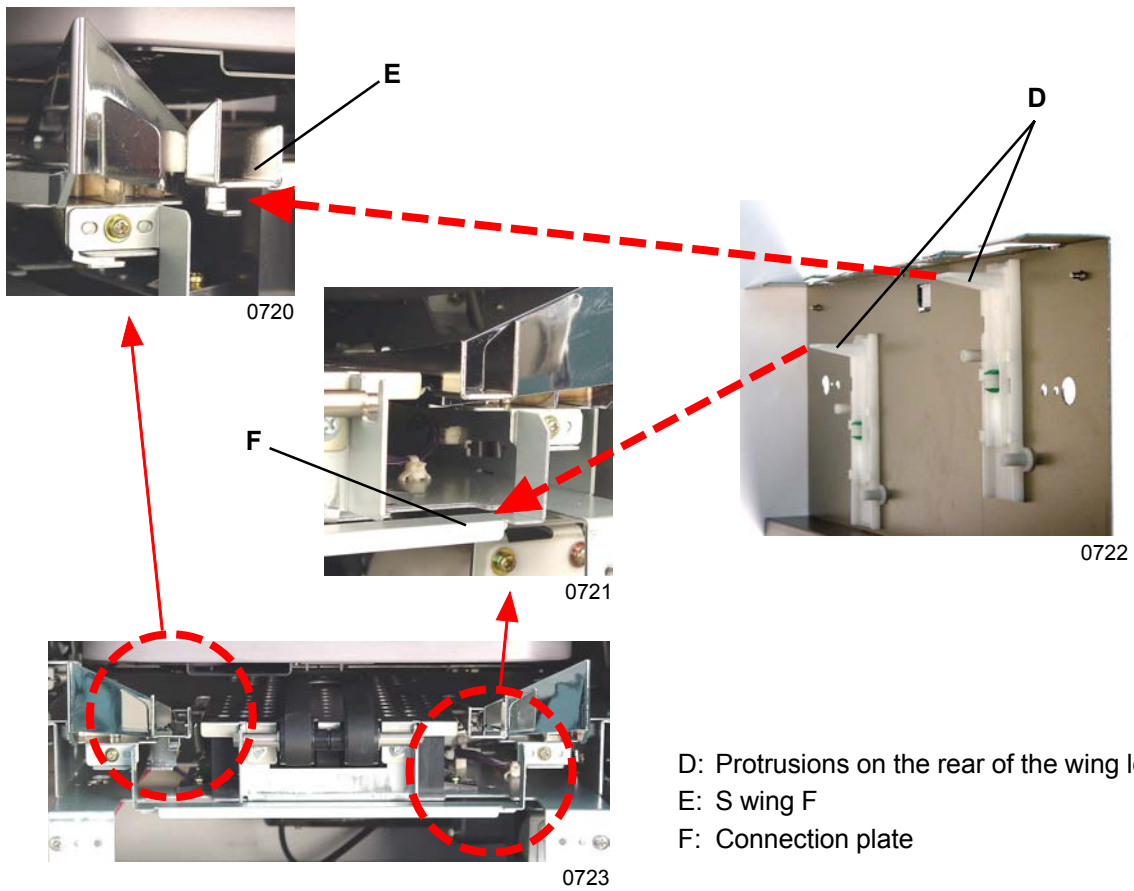 E
D
0720
F
0722
0721
D: Protrusions on the rear of the wing
E: S wing F
F: Connection plate
0723